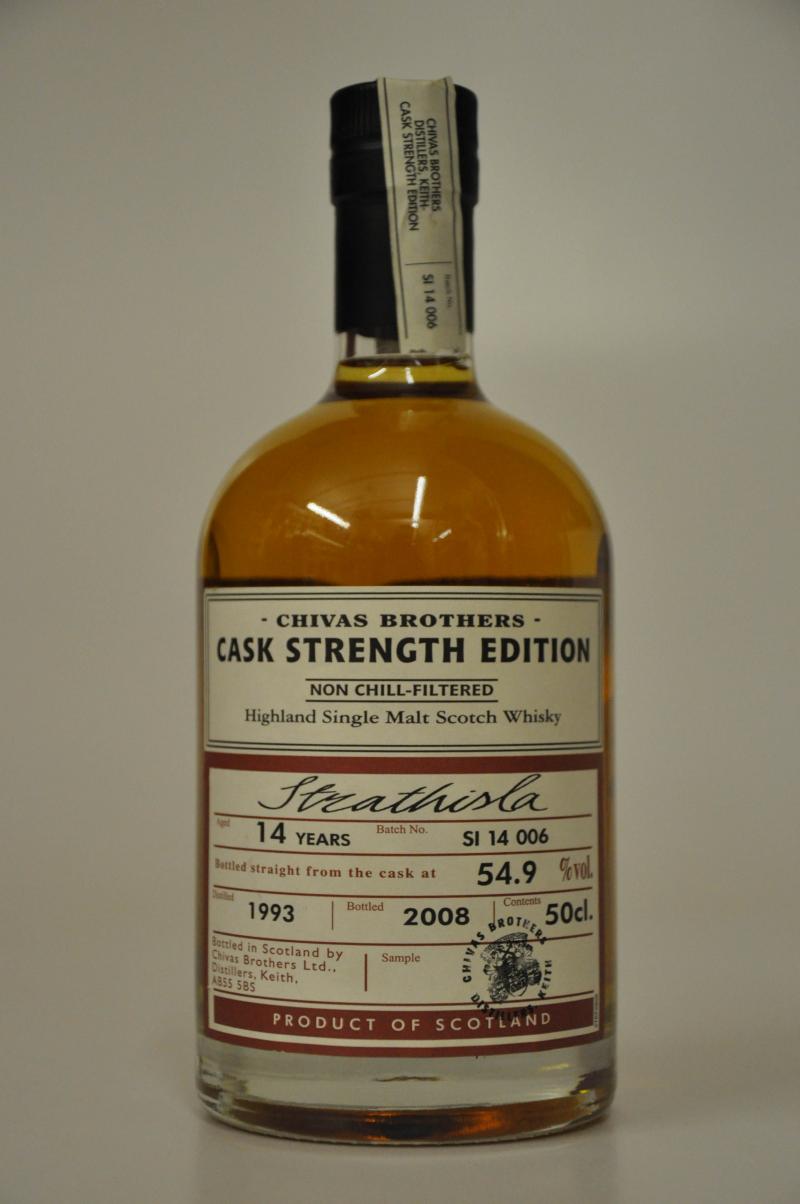 CHIVAS BROTHERS
DISTILLERS, KEITH-
CASK STRENGTH EDITION
Batch No.
SI 14 006
- CHIVAS BROTHERS -
CASK STRENGTH EDITION
NON CHILL-FILTERED
Highland Single Malt Scotch Whisky
Strathisla
Aged 14 YEARS Batch No. SI 14 006
Bottled straight from the cask at 54.9 %vol.
Distilled 1993 Bottled 2008 Contents 50cl.
Bottled in Scotland by
Chivas Brothers Ltd.,
Distillers, Keith,
AB55 5BS
Sample
CHIVAS BROTHERS
DISTILLERS, KEITH
PRODUCT OF SCOTLAND